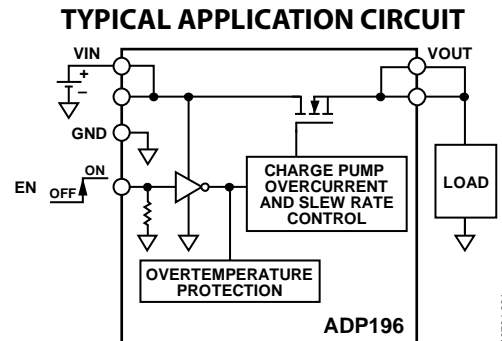 TYPICAL APPLICATION CIRCUIT
VIN
VOUT
+
–
GND
EN
OFF
ON
CHARGE PUMP
OVERCURRENT
AND SLEW RATE
CONTROL
LOAD
OVERTEMPERATURE
PROTECTION
ADP196